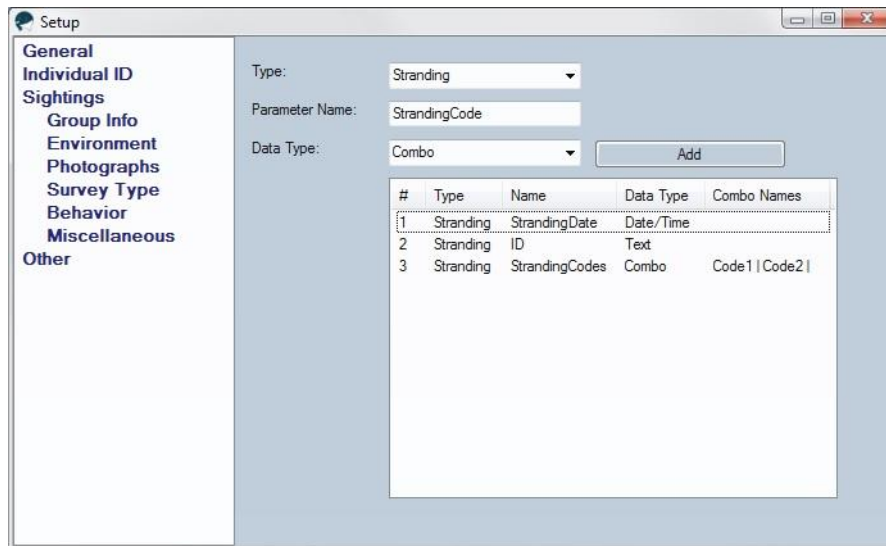 Setup
General
Individual ID
Sightings
Group Info
Environment
Photographs
Survey Type
Behavior
Miscellaneous
Other
Type: Stranding
Parameter Name: StrandingCode
Data Type: Combo Add
# Type Name Data Type Combo Names
1 Stranding StrandingDate Date/Time
2 Stranding ID Text
3 Stranding StrandingCodes Combo Code1|Code2|